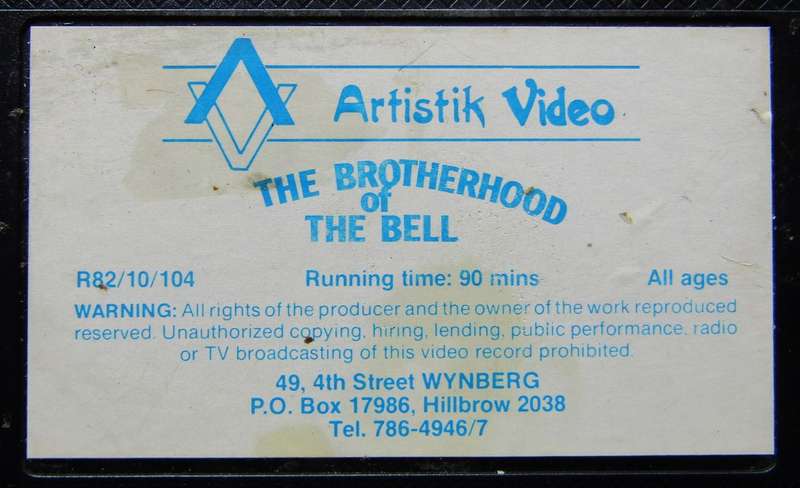 Artistik Video
THE BROTHERHOOD
of
THE BELL
R82/10/104 Running time: 90 mins All ages
WARNING: All rights of the producer and the owner of the work reproduced
reserved. Unauthorized copying, hiring, lending, public performance, radio
or TV broadcasting of this video record prohibited.
49, 4th Street WYNBERG
P.O. Box 17986, Hillbrow 2038
Tel. 786-4946/7